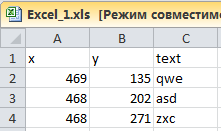 Excel_1.xls [Режим совместим
A B C
1 x y text
2 469 135 qwe
3 468 202 asd
4 468 271 zxc